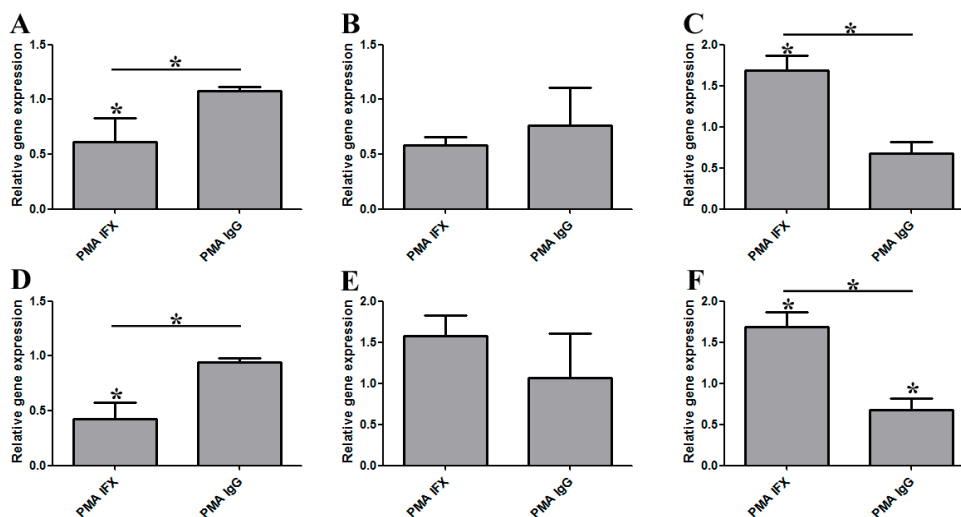 A
Relative gene expression
1.5
1.0
0.5
0.0
*
*
PMA IFX
PMA IgG
B
Relative gene expression
1.5
1.0
0.5
0.0
PMA IFX
PMA IgG
C
Relative gene expression
2.0
1.5
1.0
0.5
0.0
*
*
PMA IFX
PMA IgG
D
Relative gene expression
1.5
1.0
0.5
0.0
*
*
PMA IFX
PMA IgG
E
Relative gene expression
2.0
1.5
1.0
0.5
0.0
PMA IFX
PMA IgG
F
Relative gene expression
2.0
1.5
1.0
0.5
0.0
*
*
*
PMA IFX
PMA IgG